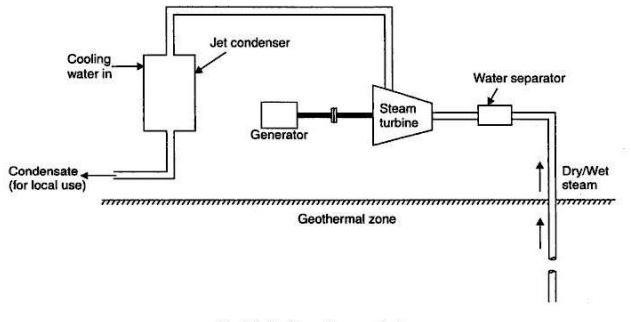 Jet condenser
Cooling
water in
Water separator
Steam
turbine
Generator
Condensate
(for local use)
Dry/Wet
steam
Geothermal zone